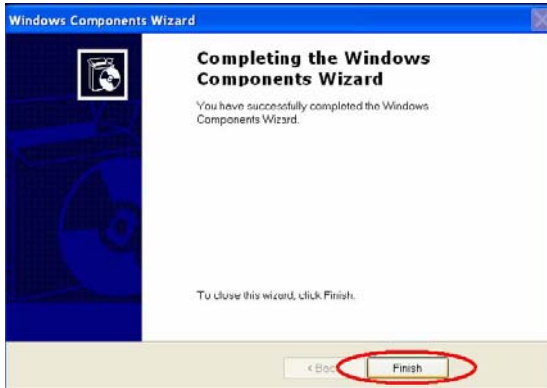 Windows Components Wizard
Completing the Windows
Components Wizard
You have successfully completed the Windows
Components Wizard.
To close this wizard, click Finish.
< Back
Finish